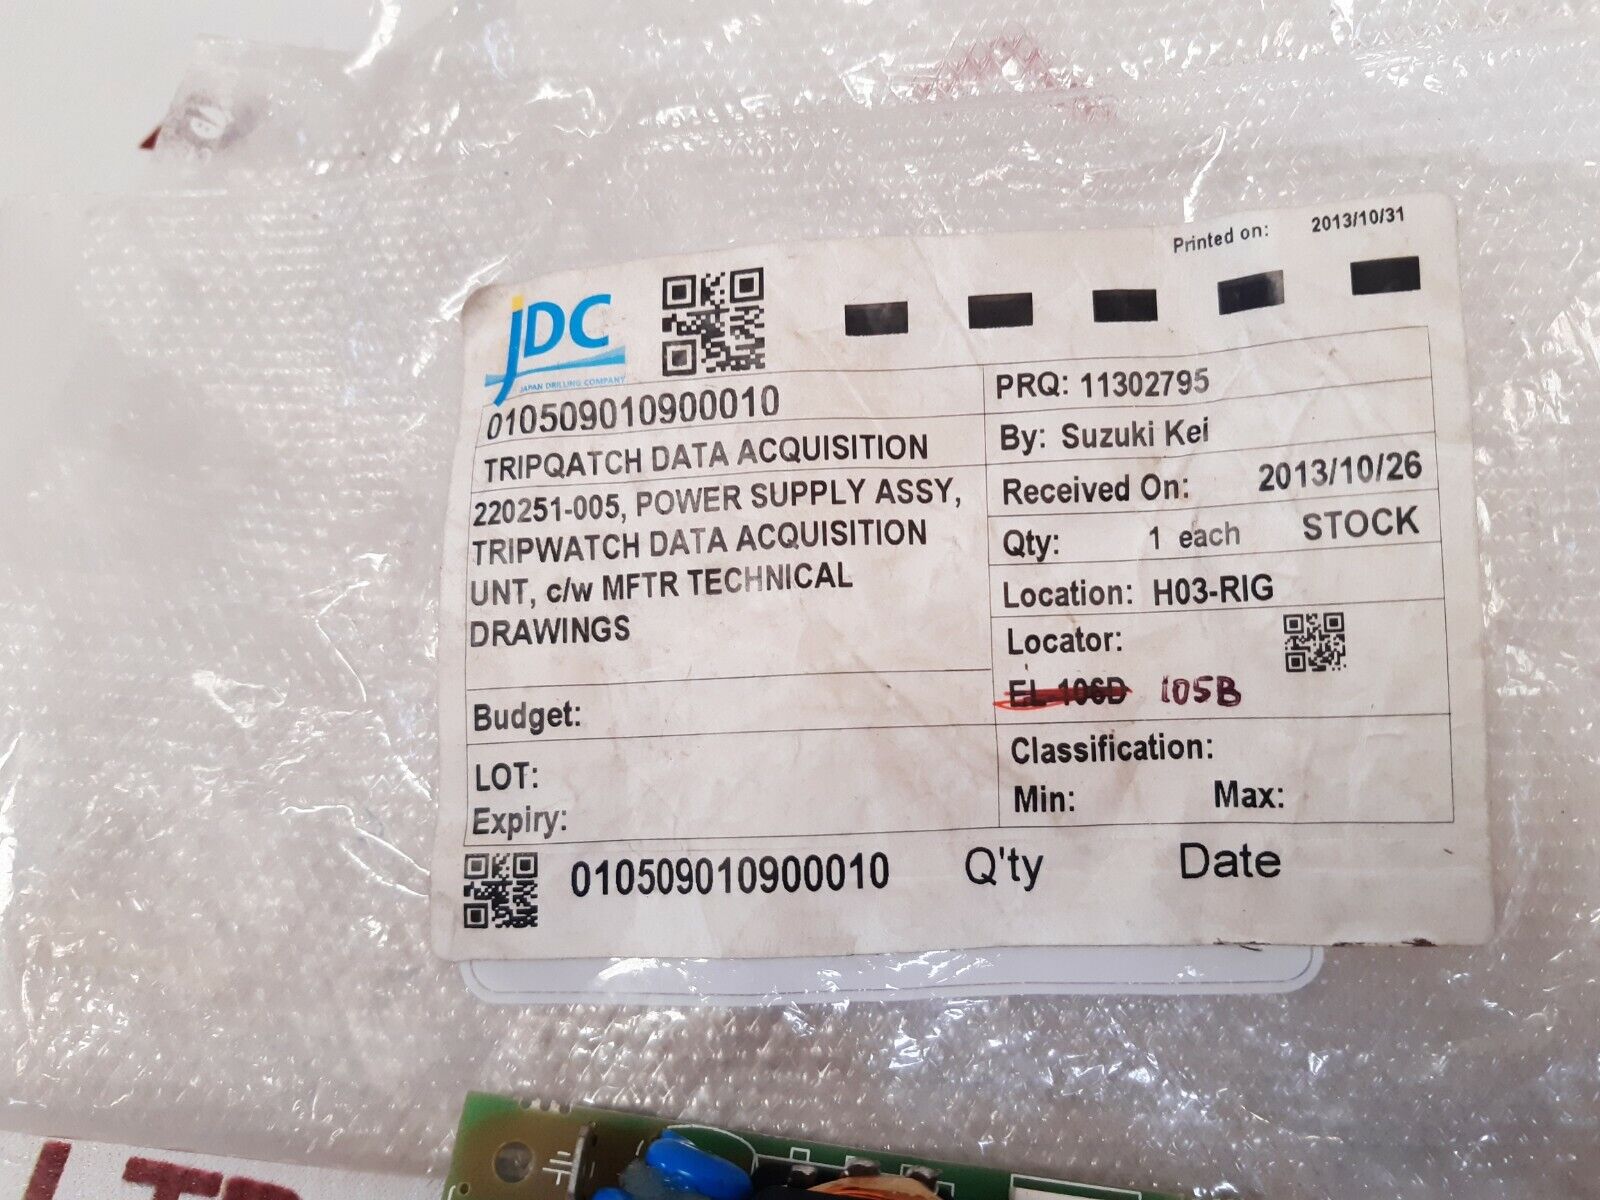 Printed on: 2013/10/31
JDC
JAPAN DRILLING COMPANY
010509010900010
TRIPQATCH DATA ACQUISITION
220251-005, POWER SUPPLY ASSY,
TRIPWATCH DATA ACQUISITION
UNT, c/w MFTR TECHNICAL
DRAWINGS
Budget:
LOT:
Expiry:
PRQ: 11302795
By: Suzuki Kei
Received On: 2013/10/26
Qty: 1 each STOCK
Location: H03-RIG
Locator:
EL-106D 105B
Classification:
Min: Max:
010509010900010 Q'ty Date